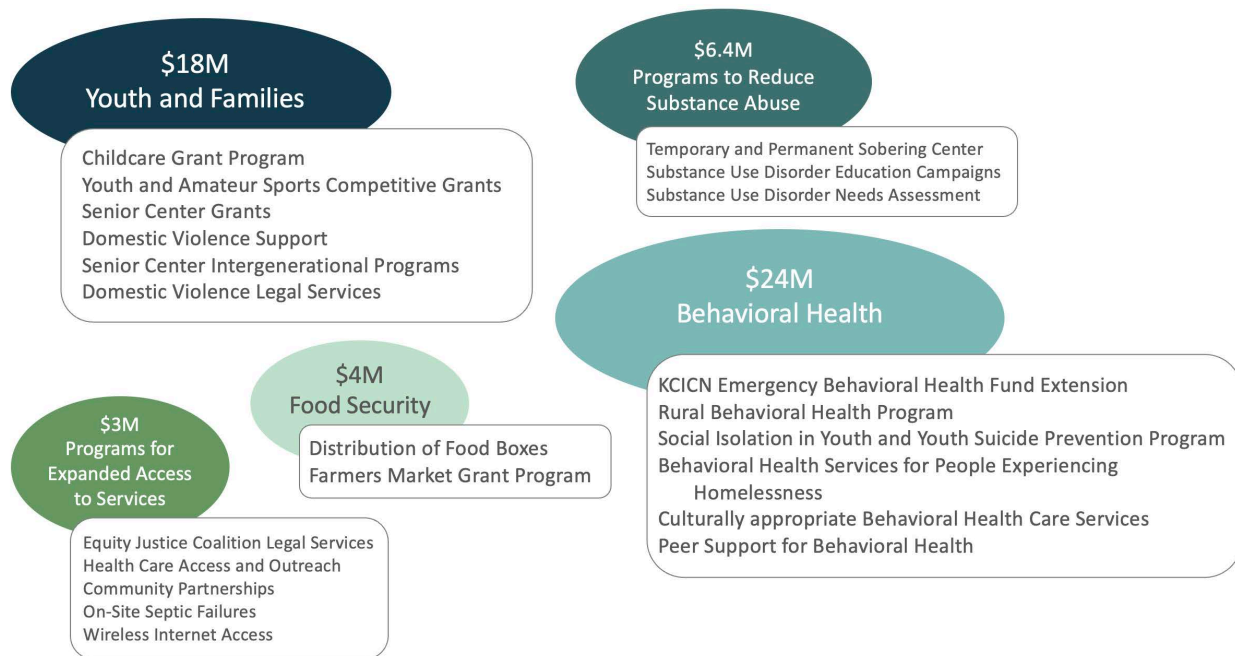 $18M
Youth and Families
Childcare Grant Program
Youth and Amateur Sports Competitive Grants
Senior Center Grants
Domestic Violence Support
Senior Center Intergenerational Programs
Domestic Violence Legal Services
$6.4M
Programs to Reduce
Substance Abuse
Temporary and Permanent Sobering Center
Substance Use Disorder Education Campaigns
Substance Use Disorder Needs Assessment
$24M
Behavioral Health
KCICN Emergency Behavioral Health Fund Extension
Rural Behavioral Health Program
Social Isolation in Youth and Youth Suicide Prevention Program
Behavioral Health Services for People Experiencing
Homelessness
Culturally appropriate Behavioral Health Care Services
Peer Support for Behavioral Health
$4M
Food Security
Distribution of Food Boxes
Farmers Market Grant Program
$3M
Programs for
Expanded Access
to Services
Equity Justice Coalition Legal Services
Health Care Access and Outreach
Community Partnerships
On-Site Septic Failures
Wireless Internet Access